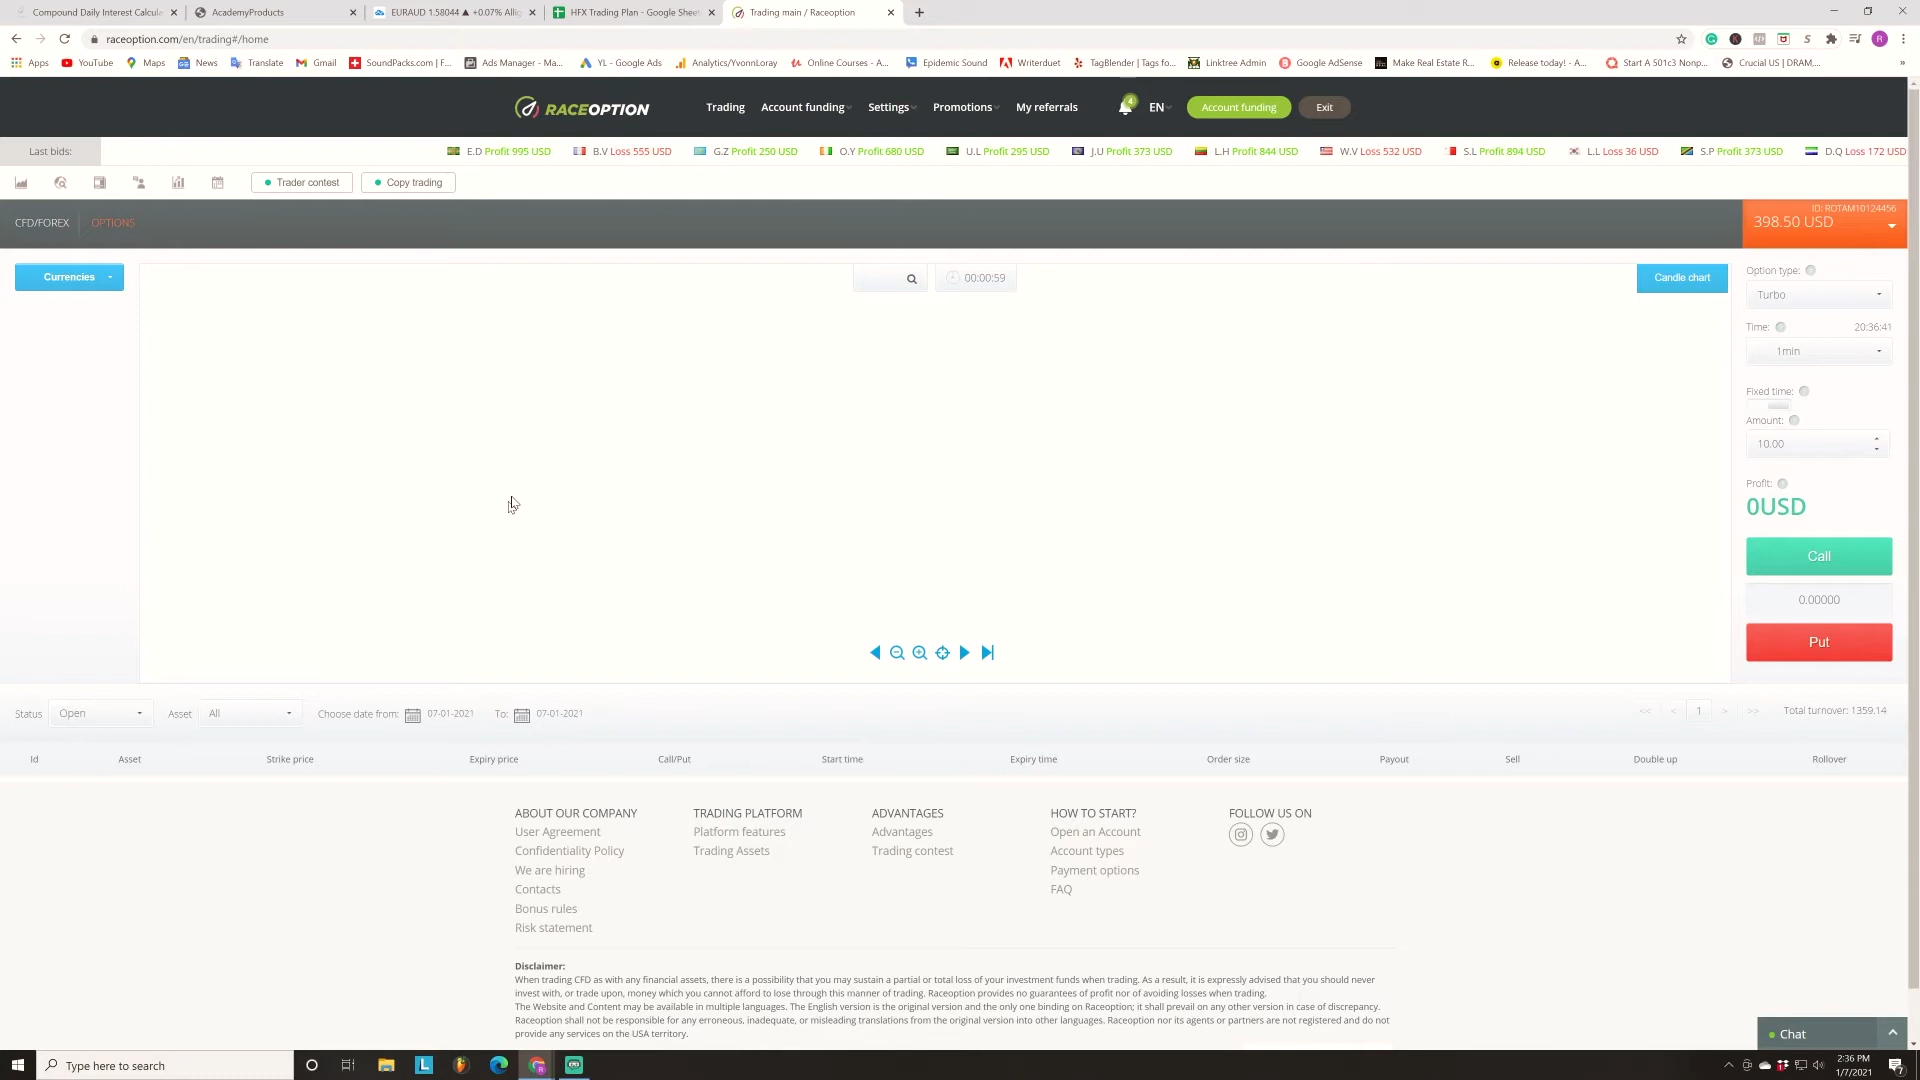 Compound Daily Interest Calcula
AcademyProducts
EURAUD 1.58044 ▲ +0.07% Alli
HFX Trading Plan - Google Sheet
Trading main / Raceoption
raceoption.com/en/trading#/home
Apps
YouTube
Maps
News
Translate
Gmail
SoundPacks.com | F...
Ads Manager - Ma...
YL - Google Ads
Analytics/YvonnLoray
Online Courses - A...
Epidemic Sound
Writerduet
TagBlender | Tags fo...
Linktree Admin
Google AdSense
Make Real Estate R...
Release today! - A...
Start A 501c3 Nonp...
Crucial US | DRAM,...
RACEOPTION
Trading
Account funding
Settings
Promotions
My referrals
4
EN
Account funding
Exit
Last bids:
E.D Profit 995 USD
B.V Loss 555 USD
G.Z Profit 250 USD
O.Y Profit 680 USD
U.L Profit 295 USD
J.U Profit 373 USD
L.H Profit 844 USD
W.V Loss 532 USD
S.L Profit 894 USD
L.L Loss 36 USD
S.P Profit 373 USD
D.Q Loss 172 USD
Trader contest
Copy trading
CFD/FOREX
OPTIONS
ID: ROTAM10124456
398.50 USD
Currencies
00:00:59
Candle chart
Option type:
Turbo
Time:
20:36:41
1min
Fixed time:
Amount:
10.00
Profit:
0USD
Call
0.00000
Put
Status
Open
Asset
All
Choose date from:
07-01-2021
To:
07-01-2021
<<
<
1
>
>>
Total turnover: 1359.14
Id
Asset
Strike price
Expiry price
Call/Put
Start time
Expiry time
Order size
Payout
Sell
Double up
Rollover
ABOUT OUR COMPANY
User Agreement
Confidentiality Policy
We are hiring
Contacts
Bonus rules
Risk statement
TRADING PLATFORM
Platform features
Trading Assets
ADVANTAGES
Advantages
Trading contest
HOW TO START?
Open an Account
Account types
Payment options
FAQ
FOLLOW US ON
Disclaimer:
When trading CFD as with any financial assets, there is a possibility that you may sustain a partial or total loss of your investment funds when trading. As a result, it is expressly advised that you should never
invest with, or trade upon, money which you cannot afford to lose through this manner of trading. Raceoption provides no guarantees of profit nor of avoiding losses when trading.
The Website and Content may be available in multiple languages. The English version is the original version and the only one binding on Raceoption; it shall prevail on any other version in case of discrepancy.
Raceoption shall not be responsible for any erroneous, inadequate, or misleading translations from the original version into other languages. Raceoption nor its agents or partners are not registered and do not
provide any services on the USA territory.
Chat
Type here to search
2:36 PM
1/7/2021